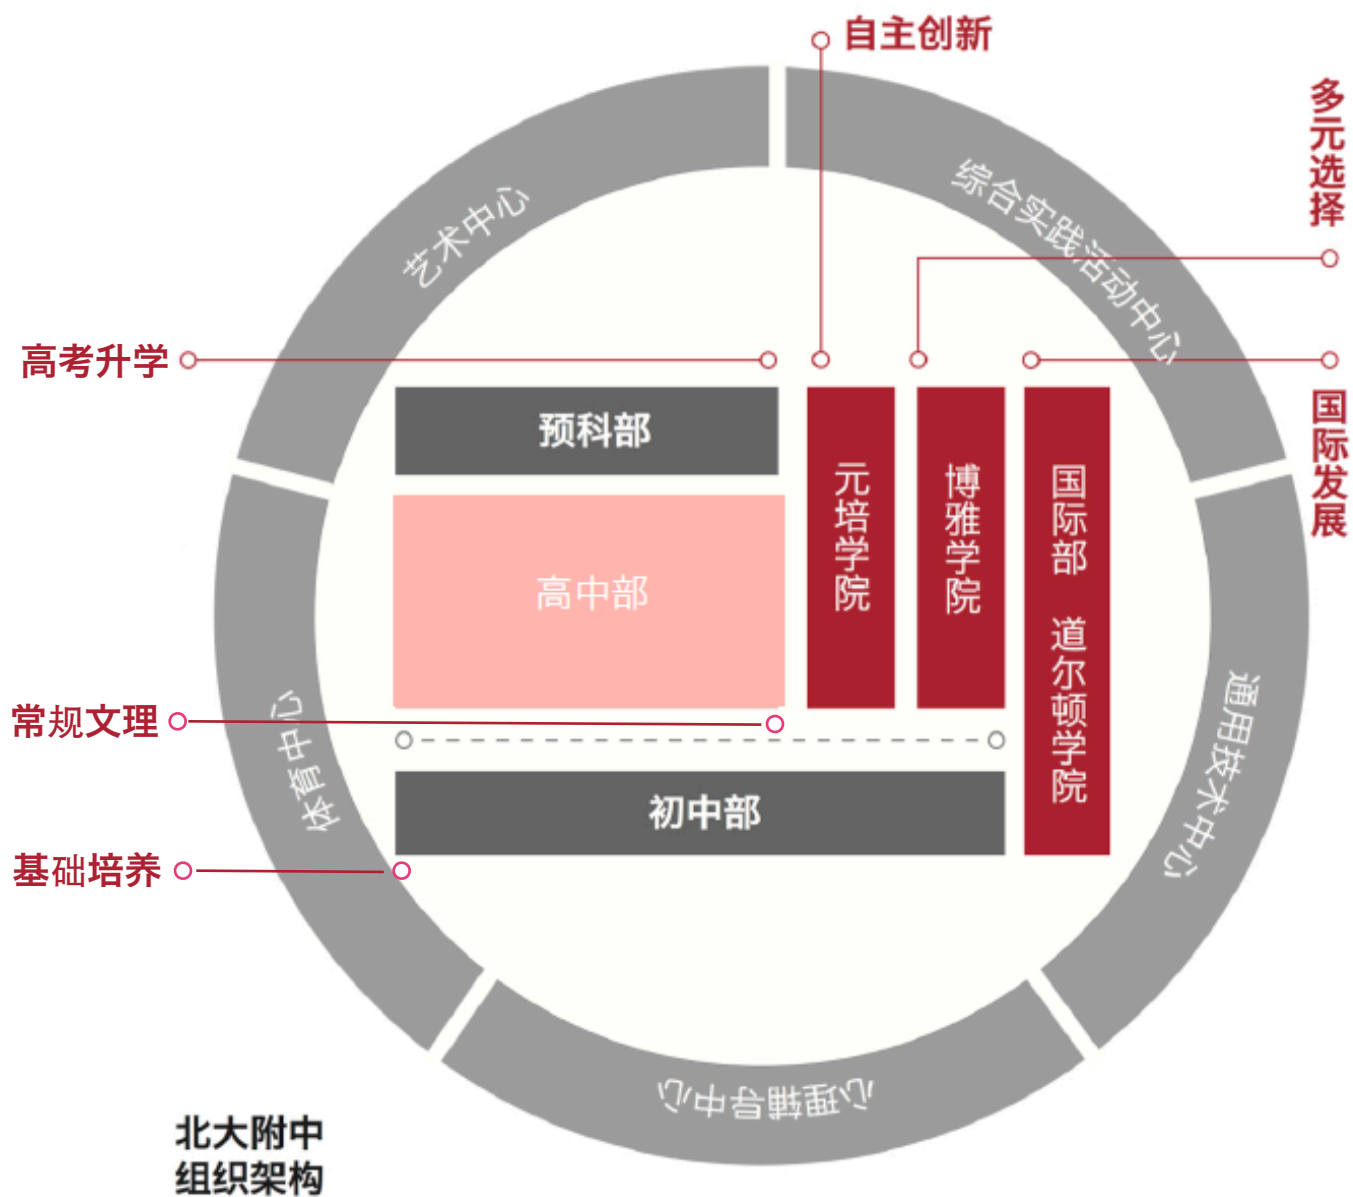 自主创新
多元选择
综合实践活动中心
艺术中心
高考升学
国际发展
预科部
元培学院
博雅学院
国际部 道尔顿学院
高中部
常规文理
体育中心
通用技术中心
初中部
基础培养
心理辅导中心
北大附中
组织架构